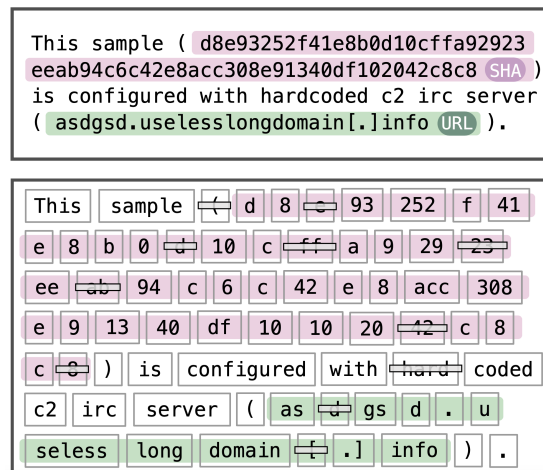 This sample ( d8e93252f41e8b0d10cffa92923
eeab94c6c42e8acc308e91340df102042c8c8 SHA )
is configured with hardcoded c2 irc server
( asdgsd.uselesslongdomain[.]info URL ).
This sample ( d 8 e 93 252 f 41
e 8 b 0 d 10 c ff a 9 29 23
ee ab 94 c 6 c 42 e 8 acc 308
e 9 13 40 df 10 10 20 42 c 8
c 8 ) is configured with hard coded
c2 irc server ( as d gs d . u
seless long domain [ .] info ) .